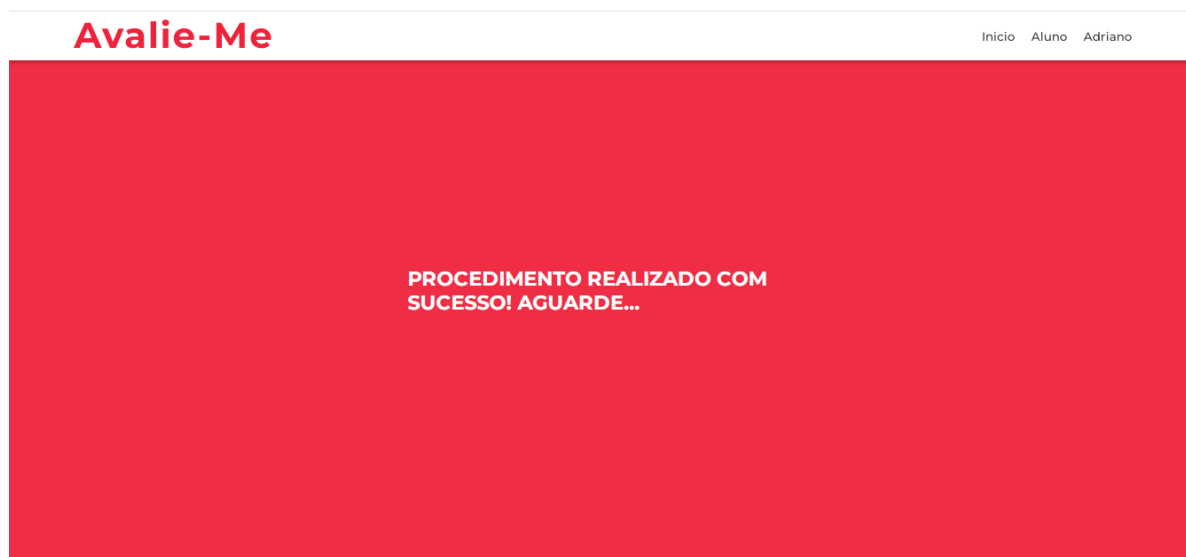 Avalie-Me
Inicio Aluno Adriano
PROCEDIMENTO REALIZADO COM
SUCESSO! AGUARDE...